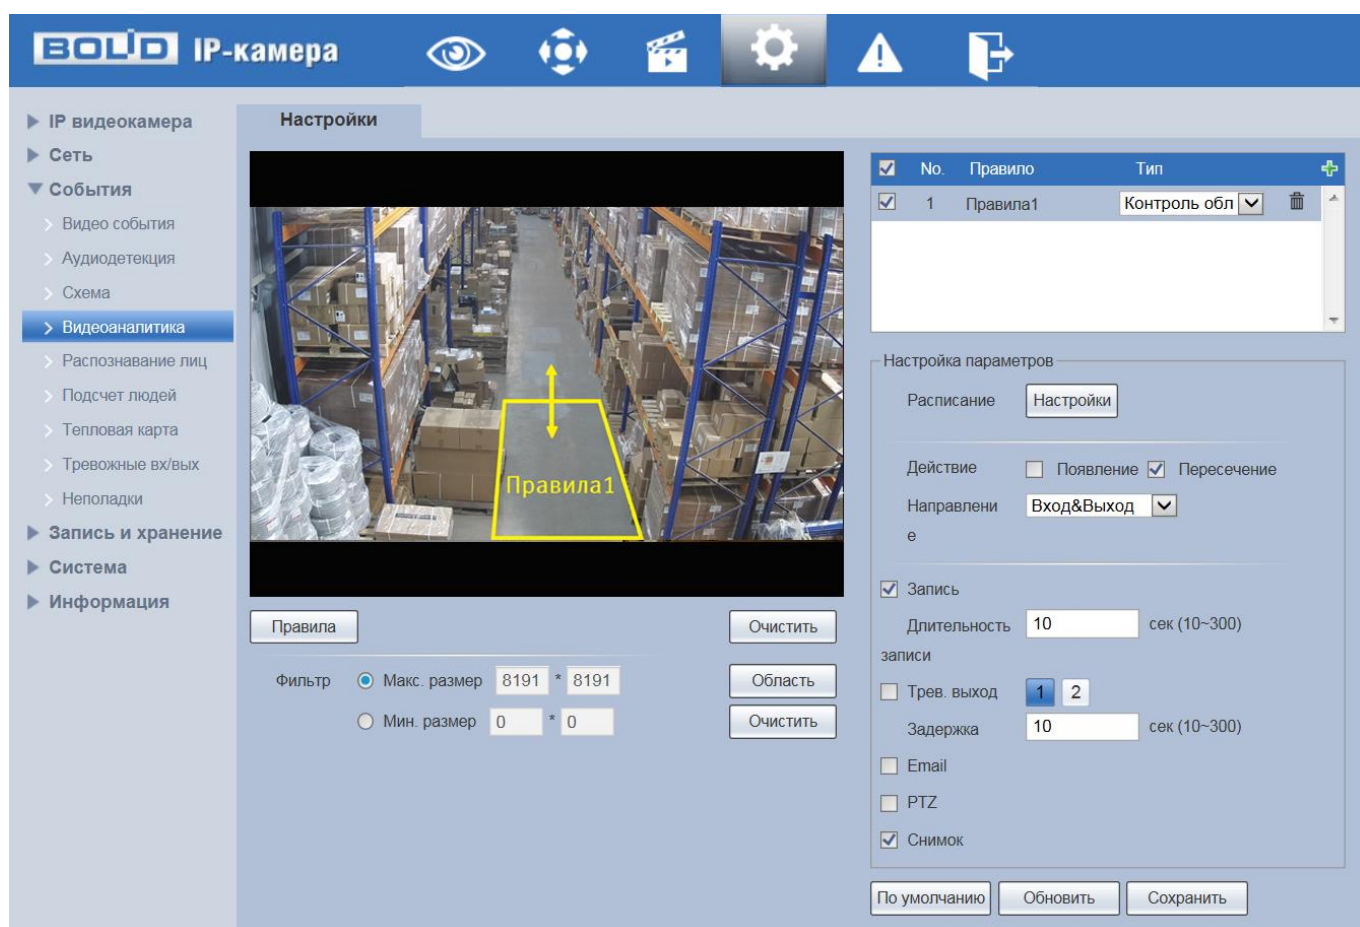 BOLID IP-камера
IP видеокамера
Сеть
События
Видео события
Аудиодетекция
Схема
Видеоаналитика
Распознавание лиц
Подсчет людей
Тепловая карта
Тревожные вх/вых
Неполадки
Запись и хранение
Система
Информация
Настройки
Правила1
Правила Очистить
Фильтр Макс. размер 8191 * 8191 Область
Мин. размер 0 * 0 Очистить
No. Правило Тип
1 Правила1 Контроль обл
Настройка параметров
Расписание Настройки
Действие Появление Пересечение
Направлени Вход&Выход
е
Запись
Длительность 10 сек (10~300)
записи
Трев. выход 1 2
Задержка 10 сек (10~300)
Email
PTZ
Снимок
По умолчанию Обновить Сохранить